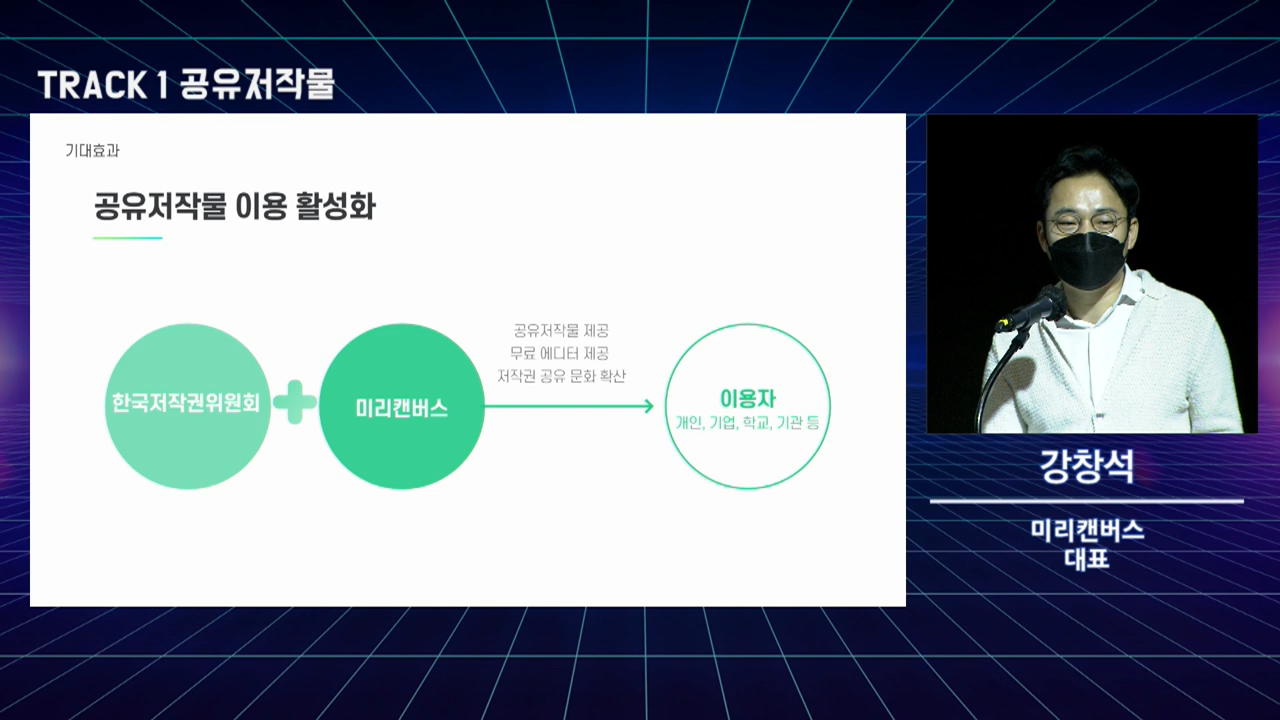 TRACK 1 공유저작물
기대효과
공유저작물 이용 활성화
한국저작권위원회
미리캔버스
공유저작물 제공
무료 에디터 제공
저작권 공유 문화 확산
이용자
개인, 기업, 학교, 기관 등
강창석
미리캔버스
대표